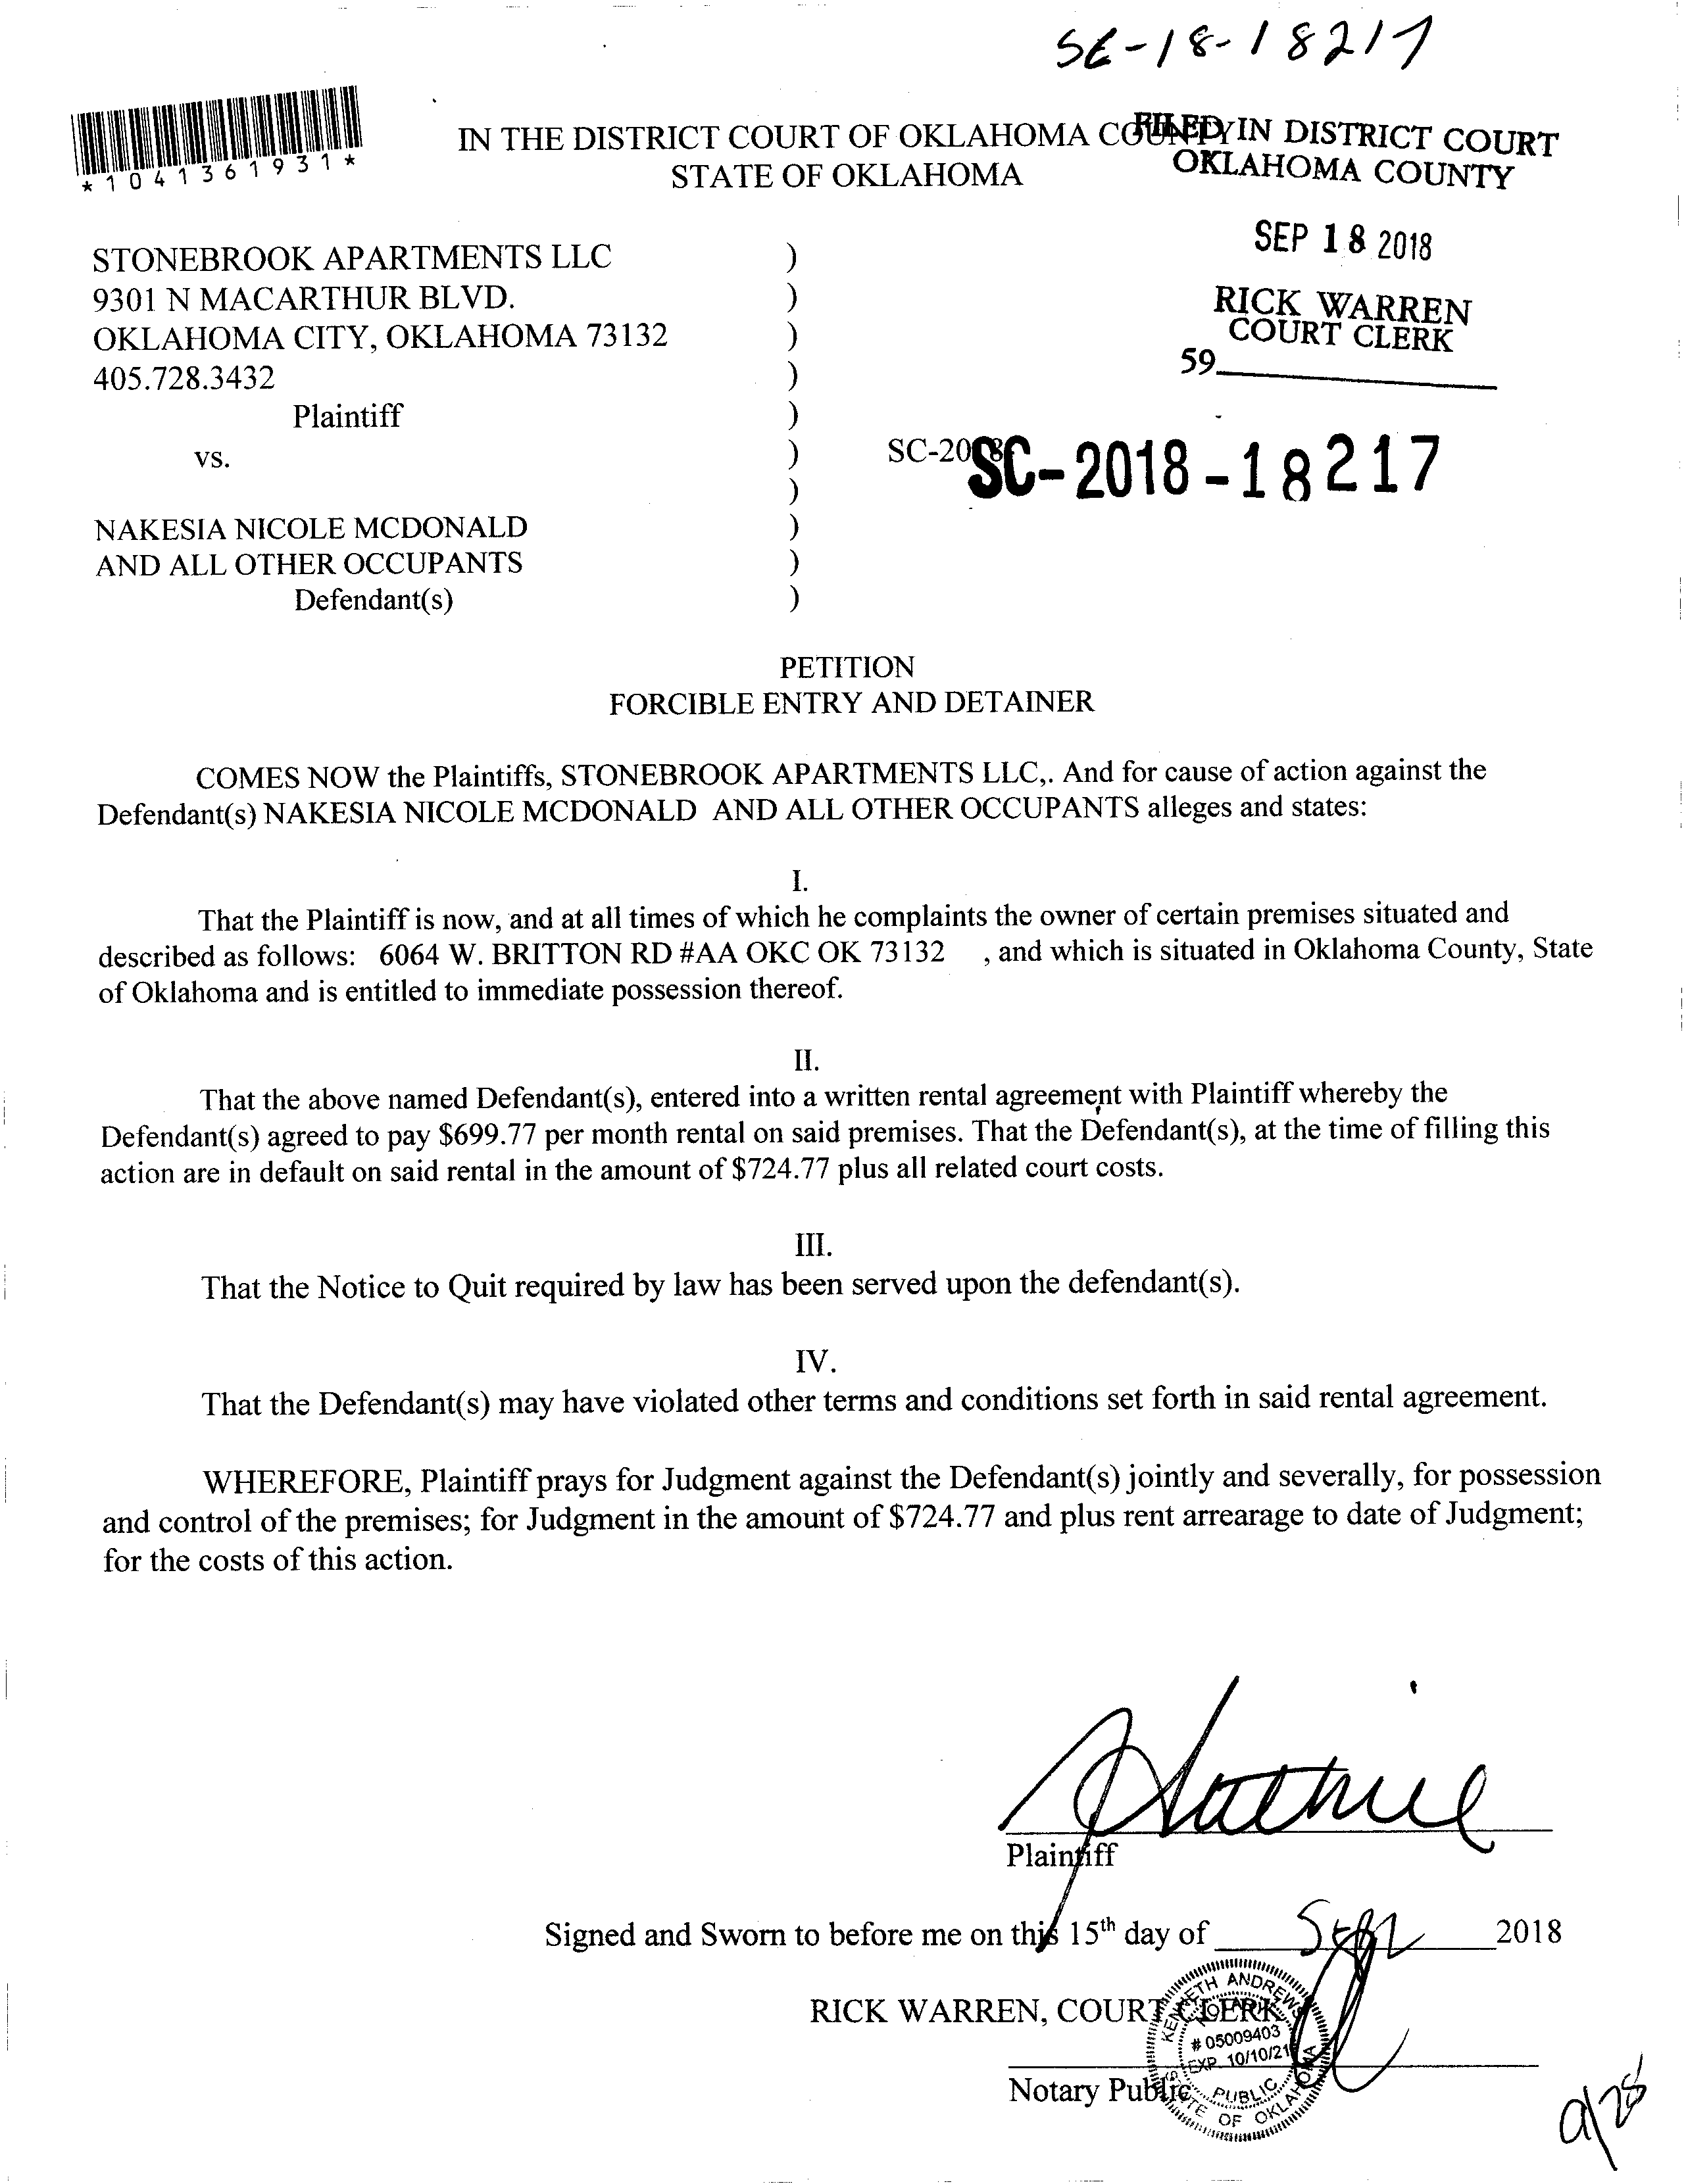 SC-18-18217
*1041361931*
IN THE DISTRICT COURT OF OKLAHOMA COUNTY
STATE OF OKLAHOMA
FILED IN DISTRICT COURT
OKLAHOMA COUNTY
SEP 18 2018
RICK WARREN
COURT CLERK
59
STONEBROOK APARTMENTS LLC )
9301 N MACARTHUR BLVD. )
OKLAHOMA CITY, OKLAHOMA 73132 )
405.728.3432 )
Plaintiff )
vs. ) SC-2018 SC-2018-18217
)
NAKESIA NICOLE MCDONALD )
AND ALL OTHER OCCUPANTS )
Defendant(s) )
PETITION
FORCIBLE ENTRY AND DETAINER
COMES NOW the Plaintiffs, STONEBROOK APARTMENTS LLC,. And for cause of action against the
Defendant(s) NAKESIA NICOLE MCDONALD AND ALL OTHER OCCUPANTS alleges and states:
I.
That the Plaintiff is now, and at all times of which he complaints the owner of certain premises situated and
described as follows: 6064 W. BRITTON RD #AA OKC OK 73132 , and which is situated in Oklahoma County, State
of Oklahoma and is entitled to immediate possession thereof.
II.
That the above named Defendant(s), entered into a written rental agreement with Plaintiff whereby the
Defendant(s) agreed to pay $699.77 per month rental on said premises. That the Defendant(s), at the time of filling this
action are in default on said rental in the amount of $724.77 plus all related court costs.
III.
That the Notice to Quit required by law has been served upon the defendant(s).
IV.
That the Defendant(s) may have violated other terms and conditions set forth in said rental agreement.
WHEREFORE, Plaintiff prays for Judgment against the Defendant(s) jointly and severally, for possession
and control of the premises; for Judgment in the amount of $724.77 and plus rent arrearage to date of Judgment;
for the costs of this action.
Plaintiff
Signed and Sworn to before me on this 15th day of Sept 2018
RICK WARREN, COURT CLERK
KENNETH ANDREWS
NOTARY
# 05009403
EXP. 10/10/21
PUBLIC
STATE OF OKLAHOMA
Notary Public
9/28